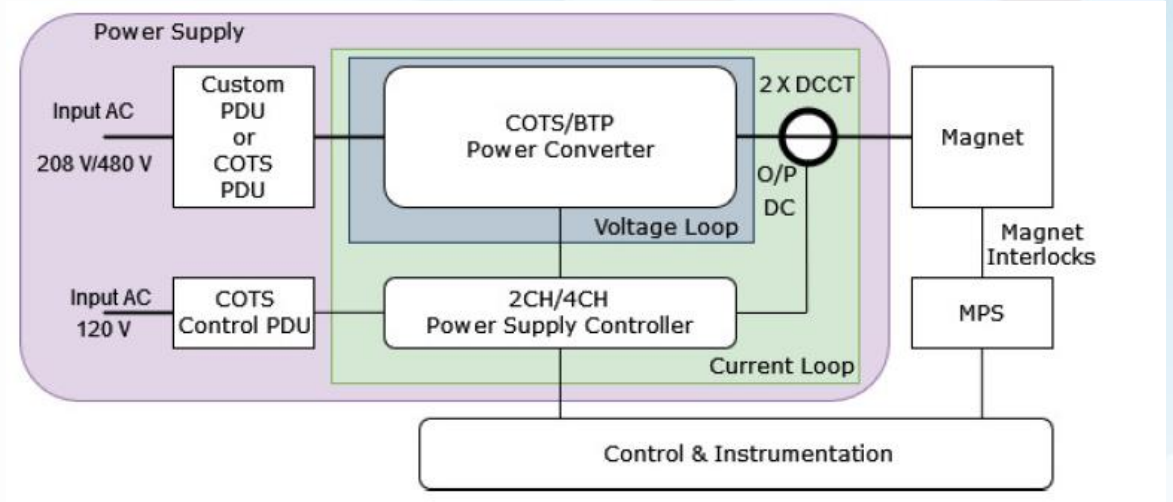 Power Supply
Input AC
208 V/480 V
Custom
PDU
or
COTS
PDU
COTS/BTP
Power Converter
Voltage Loop
2 X DCCT
O/P
DC
Magnet
Magnet
Interlocks
Input AC
120 V
COTS
Control PDU
2CH/4CH
Power Supply Controller
Current Loop
MPS
Control & Instrumentation